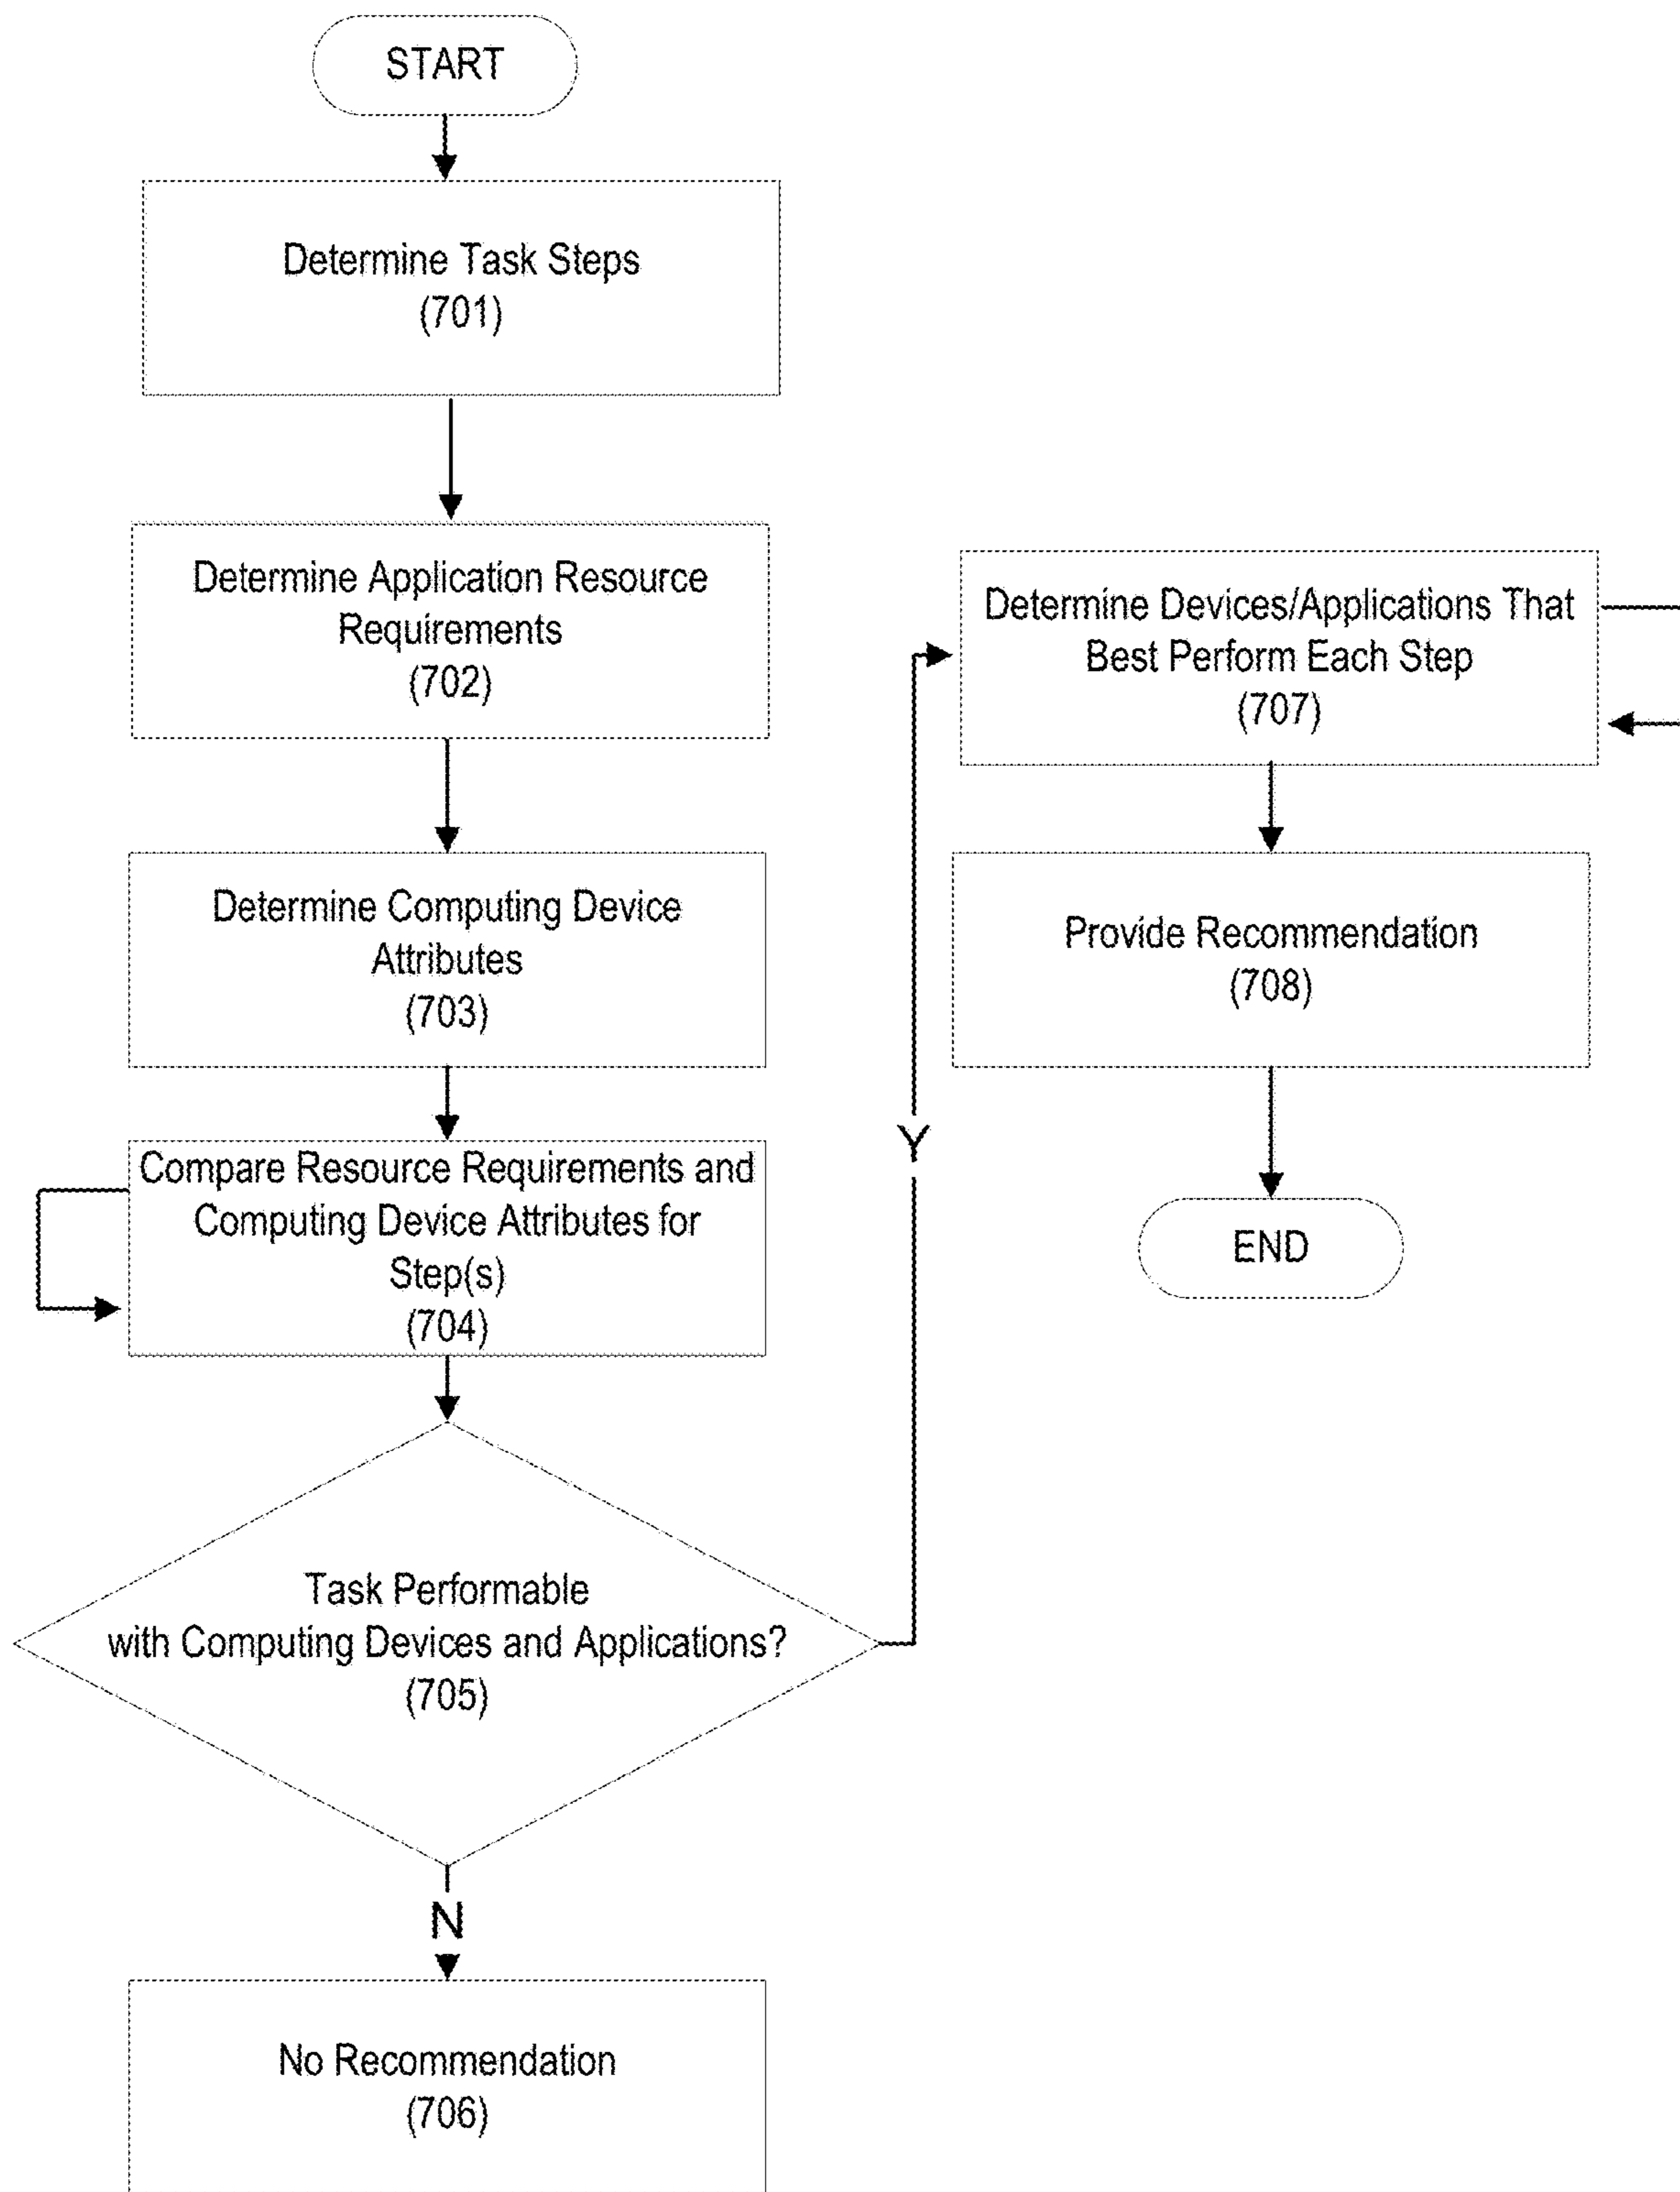 START
Determine Task Steps
(701)
Determine Application Resource
Requirements
(702)
Determine Computing Device
Attributes
(703)
Compare Resource Requirements and
Computing Device Attributes for
Step(s)
(704)
Task Performable
with Computing Devices and Applications?
(705)
N
No Recommendation
(706)
Y
Determine Devices/Applications That
Best Perform Each Step
(707)
Provide Recommendation
(708)
END